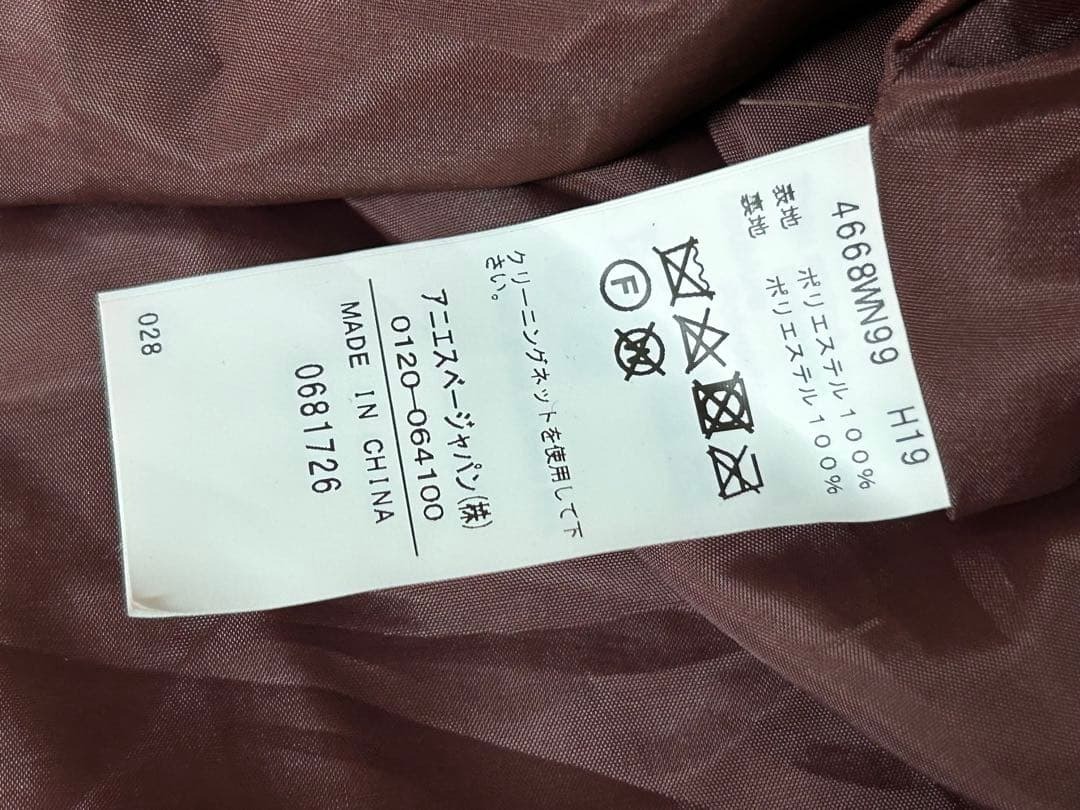 4668WN99 H19
表地 ポリエステル100%
裏地 ポリエステル100%
F
クリーニングネットを使用して下
さい。
アニエスベージャパン(株)
0120-064100
MADE IN CHINA
0681726
028